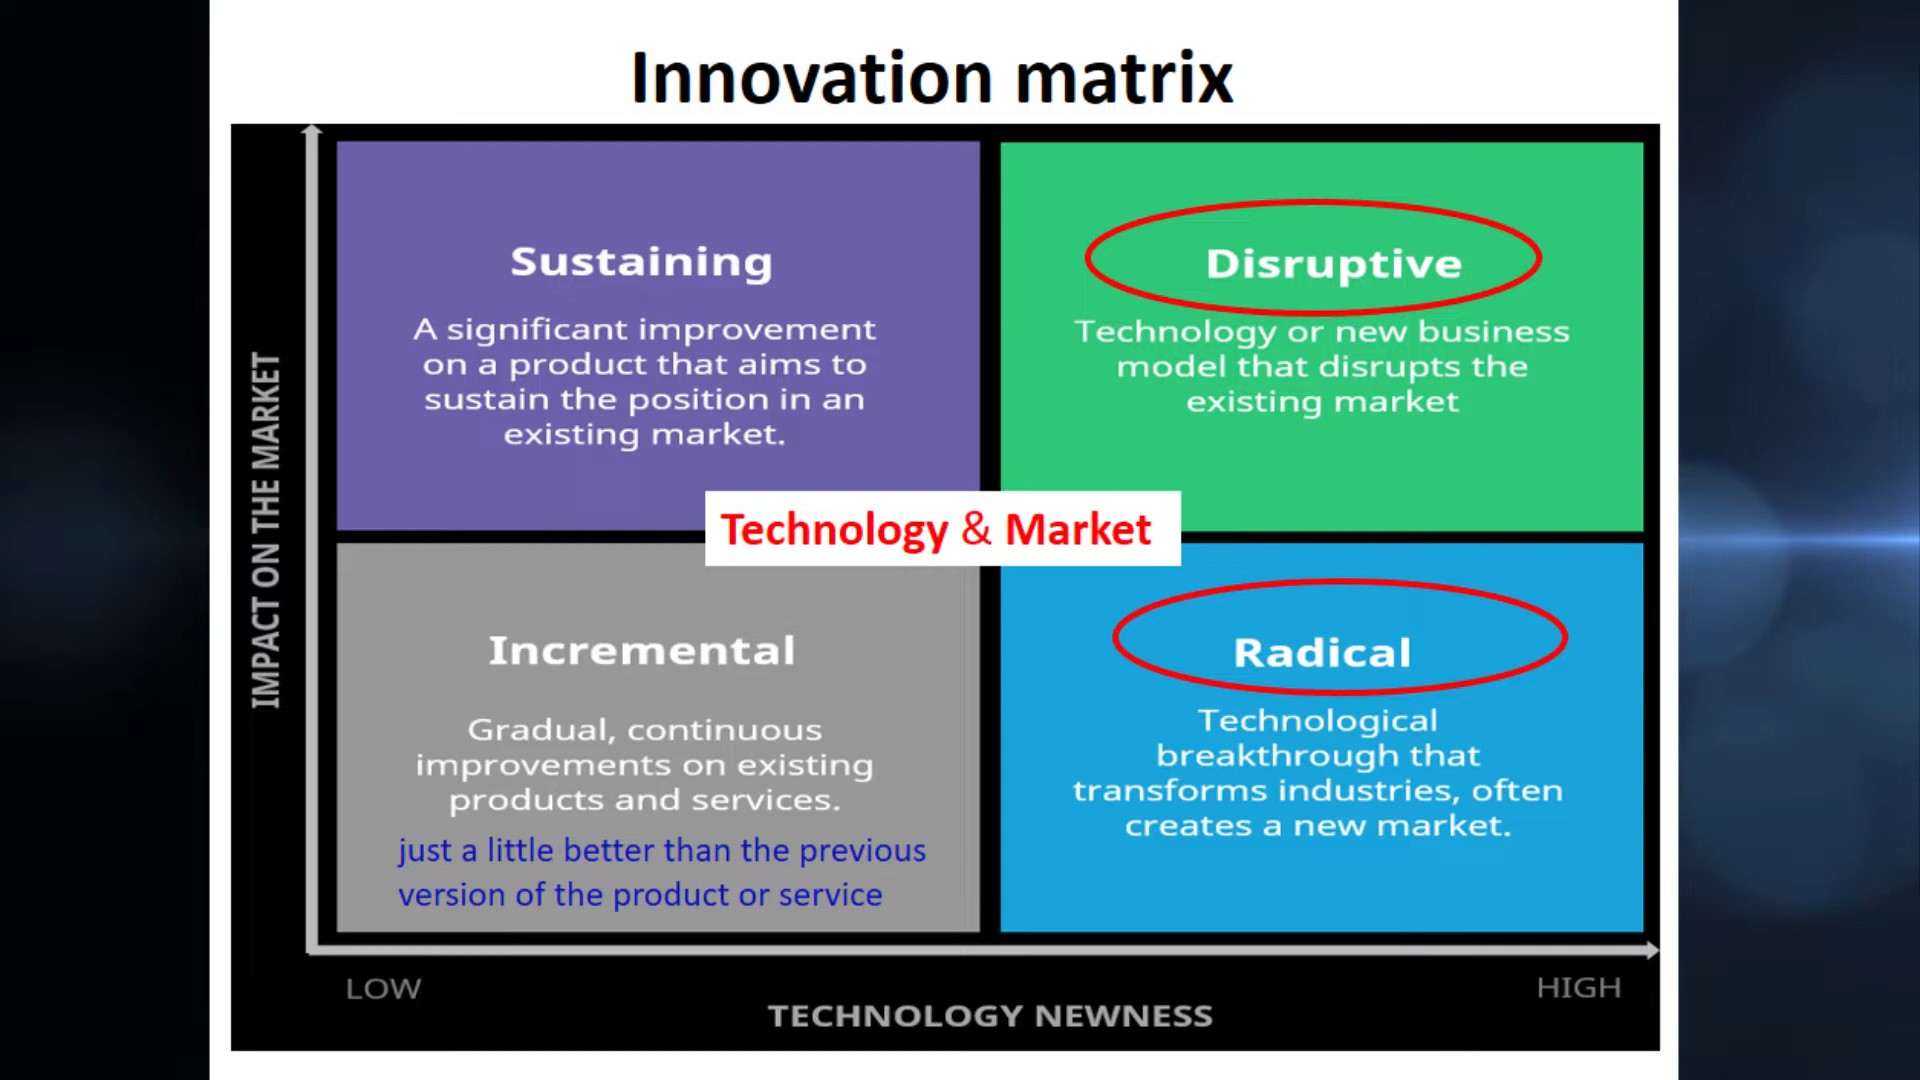 Innovation matrix
IMPACT ON THE MARKET
Sustaining
A significant improvement
on a product that aims to
sustain the position in an
existing market.
Disruptive
Technology or new business
model that disrupts the
existing market
Technology & Market
Incremental
Gradual, continuous
improvements on existing
products and services.
just a little better than the previous
version of the product or service
Radical
Technological
breakthrough that
transforms industries, often
creates a new market.
LOW
HIGH
TECHNOLOGY NEWNESS